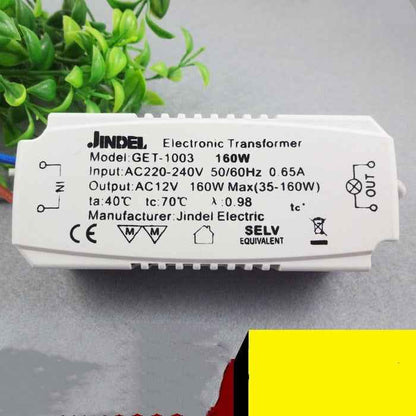 JINDEL Electronic Transformer
Model:GET-1003 160W
Input:AC220-240V 50/60Hz 0.65A
Output:AC12V 160W Max(35-160W)
ta:40℃ tc:70℃ λ:0.98 tc
Manufacturer:Jindel Electric
IN
OUT
CE M M SELV
EQUIVALENT